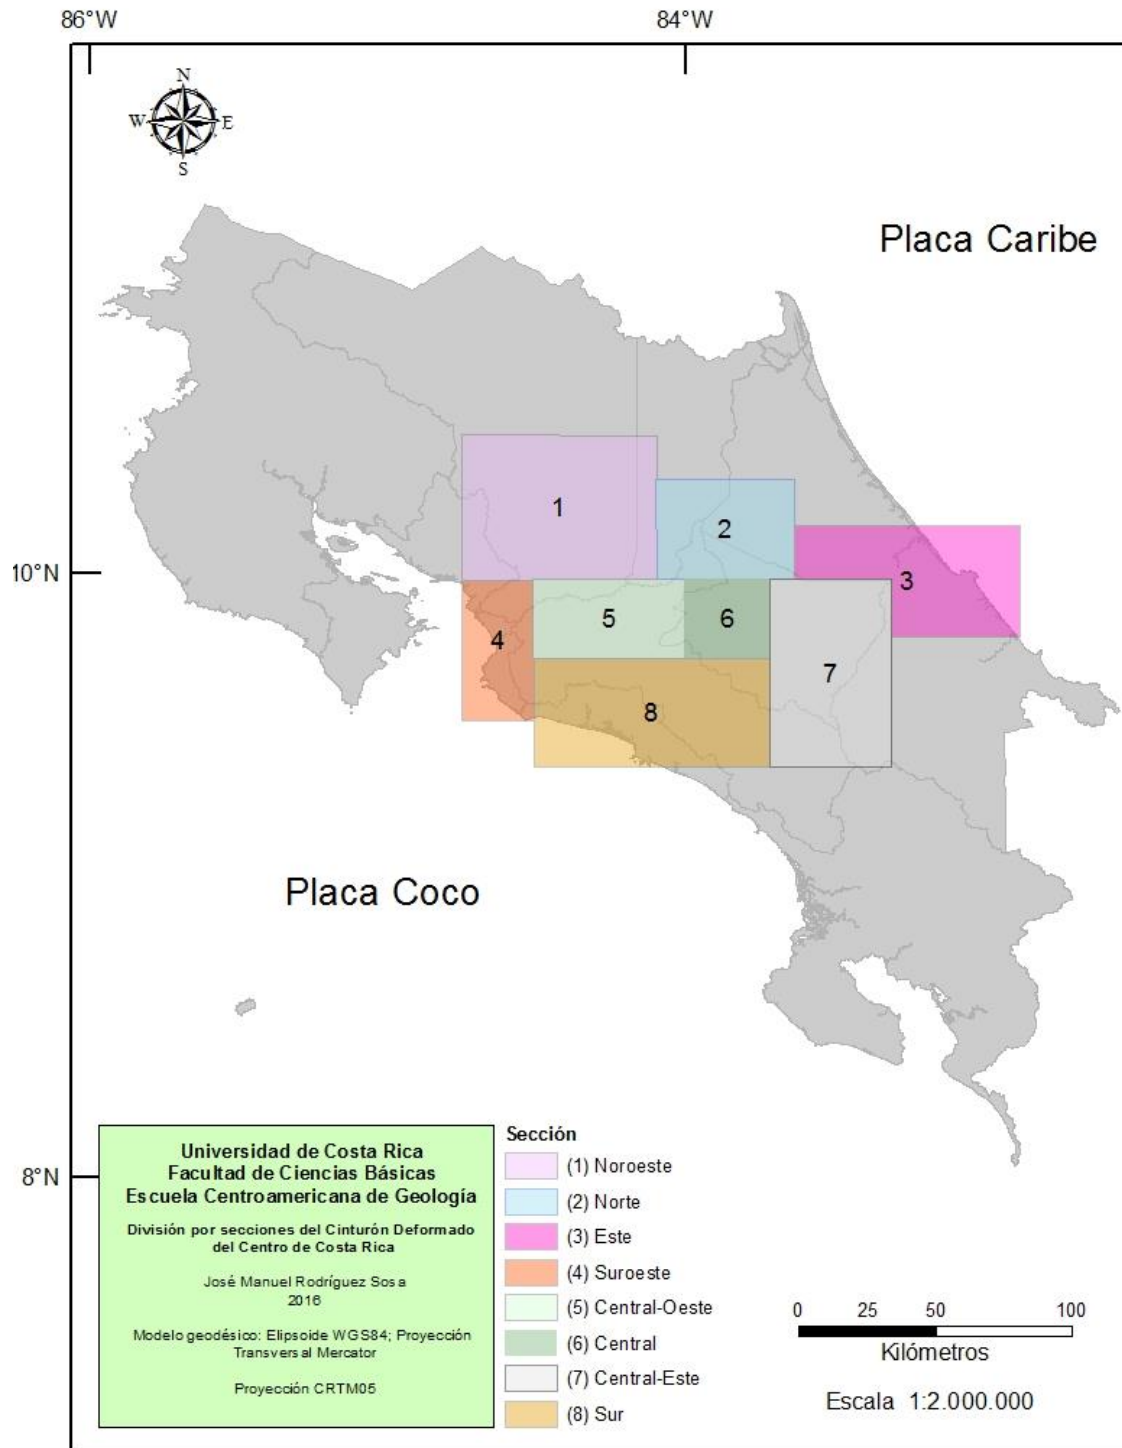 86°W
84°W
N
W
E
S
Placa Caribe
1
2
10°N
3
5
6
4
7
8
Placa Coco
8°N
Universidad de Costa Rica
Facultad de Ciencias Básicas
Escuela Centroamericana de Geología
División por secciones del Cinturón Deformado
del Centro de Costa Rica
José Manuel Rodríguez Sosa
2016
Modelo geodésico: Elipsoide WGS84; Proyección
Transversal Mercator
Proyección CRTM05
Sección
(1) Noroeste
(2) Norte
(3) Este
(4) Suroeste
(5) Central-Oeste
(6) Central
(7) Central-Este
(8) Sur
0 25 50 100
Kilómetros
Escala 1:2.000.000